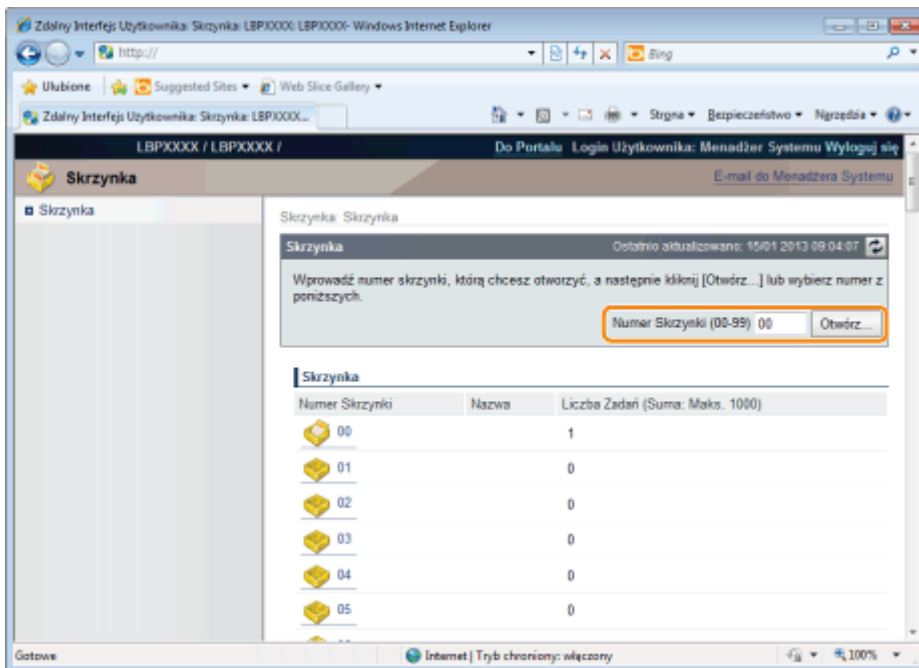 Zdalny Interfejs Użytkownika: Skrzynka: LBPXXXX: LBPXXXX- Windows Internet Explorer
http://
Bing
Ulubione Suggested Sites Web Slice Gallery
Zdalny Interfejs Użytkownika: Skrzynka: LBPXXXX... Strona Bezpieczeństwo Narzędzia
LBPXXXX / LBPXXXX / Do Portalu Login Użytkownika: Menadżer Systemu Wyloguj się
Skrzynka E-mail do Menadżera Systemu
Skrzynka
Skrzynka: Skrzynka
Skrzynka Ostatnio aktualizowano: 15/01 2013 09:04:07
Wprowadź numer skrzynki, którą chcesz otworzyć, a następnie kliknij [Otwórz...] lub wybierz numer z
poniższych.
Numer Skrzynki (00-99) 00 Otwórz...
Skrzynka
Numer Skrzynki Nazwa Liczba Zadań (Suma: Maks. 1000)
00 1
01 0
02 0
03 0
04 0
05 0
Gotowe Internet | Tryb chroniony: włączony 100%